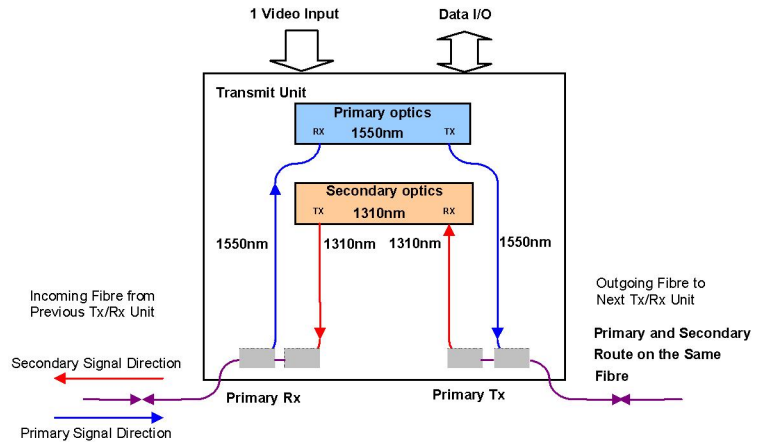 1 Video Input
Data I/O
Transmit Unit
Primary optics
RX
1550nm
TX
Secondary optics
TX
1310nm
RX
1550nm
1310nm
1310nm
1550nm
Incoming Fibre from
Previous Tx/Rx Unit
Outgoing Fibre to
Next Tx/Rx Unit
Primary and Secondary
Route on the Same
Fibre
Secondary Signal Direction
Primary Rx
Primary Tx
Primary Signal Direction